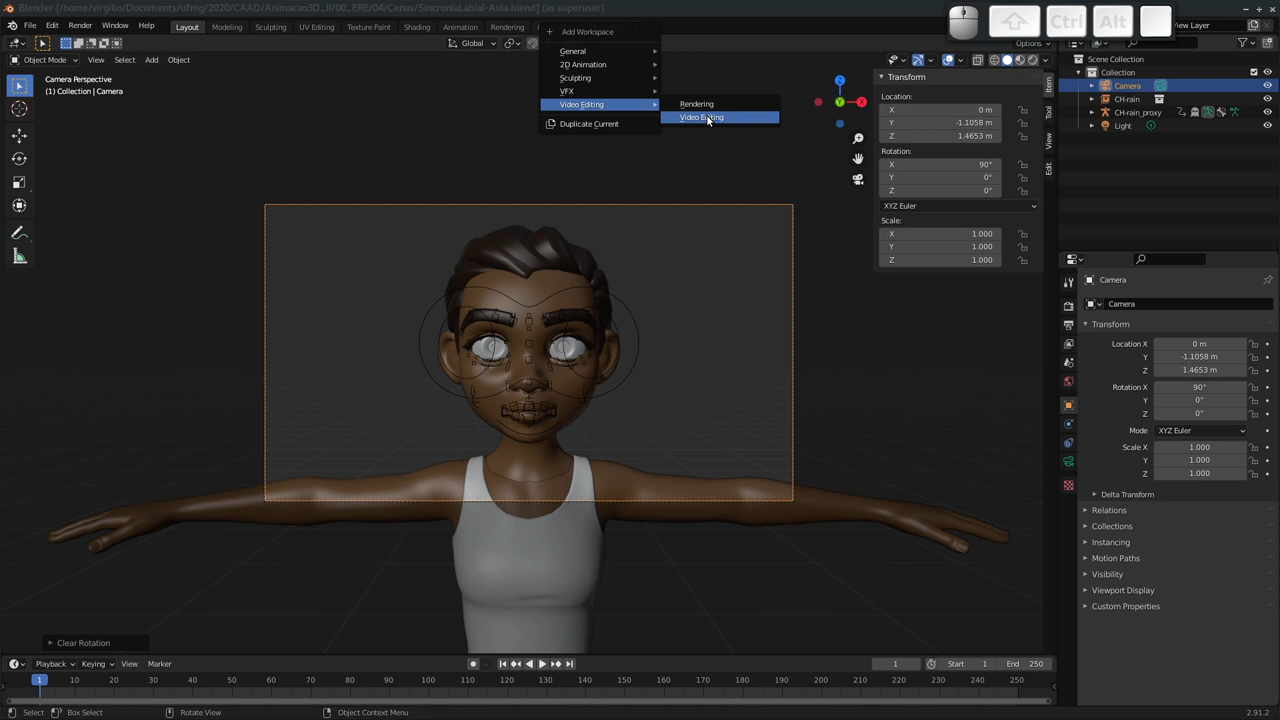 Blender [/home/virgilio/Documents/ufmg/2020/CAAD/Animacao3D_II/00_ERE/04/Cenas/SincroniaLabial-Aula.blend] (as superuser)
File Edit Render Window Help Layout Modeling Sculpting UV Editing Texture Paint Shading View Layer
Ctrl Alt
Add Workspace
General
2D Animation
Sculpting
VFX
Video Editing
Duplicate Current
Rendering
Video Editing
Global
Options
Object Mode View Select Add Object
Camera Perspective
(1) Collection | Camera
Transform
Location:
X 0 m
Y -1.1058 m
Z 1.4653 m
Rotation:
X 90°
Y 0°
Z 0°
XYZ Euler
Scale:
X 1.000
Y 1.000
Z 1.000
Item
Tool
View
Edit
Z
Y
X
Scene Collection
Collection
Camera
CH-rain
CH-rain_proxy
Light
Camera
Camera
Transform
Location X 0 m
Y -1.1058 m
Z 1.4653 m
Rotation X 90°
Y 0°
Z 0°
Mode XYZ Euler
Scale X 1.000
Y 1.000
Z 1.000
Delta Transform
Relations
Collections
Instancing
Motion Paths
Visibility
Viewport Display
Custom Properties
Clear Rotation
Playback Keying View Marker 1 Start 1 End 250
1 10 20 30 40 50 60 70 80 90 100 110 120 130 140 150 160 170 180 190 200 210 220 230 240 250
Select Box Select Rotate View Object Context Menu 2.91.2